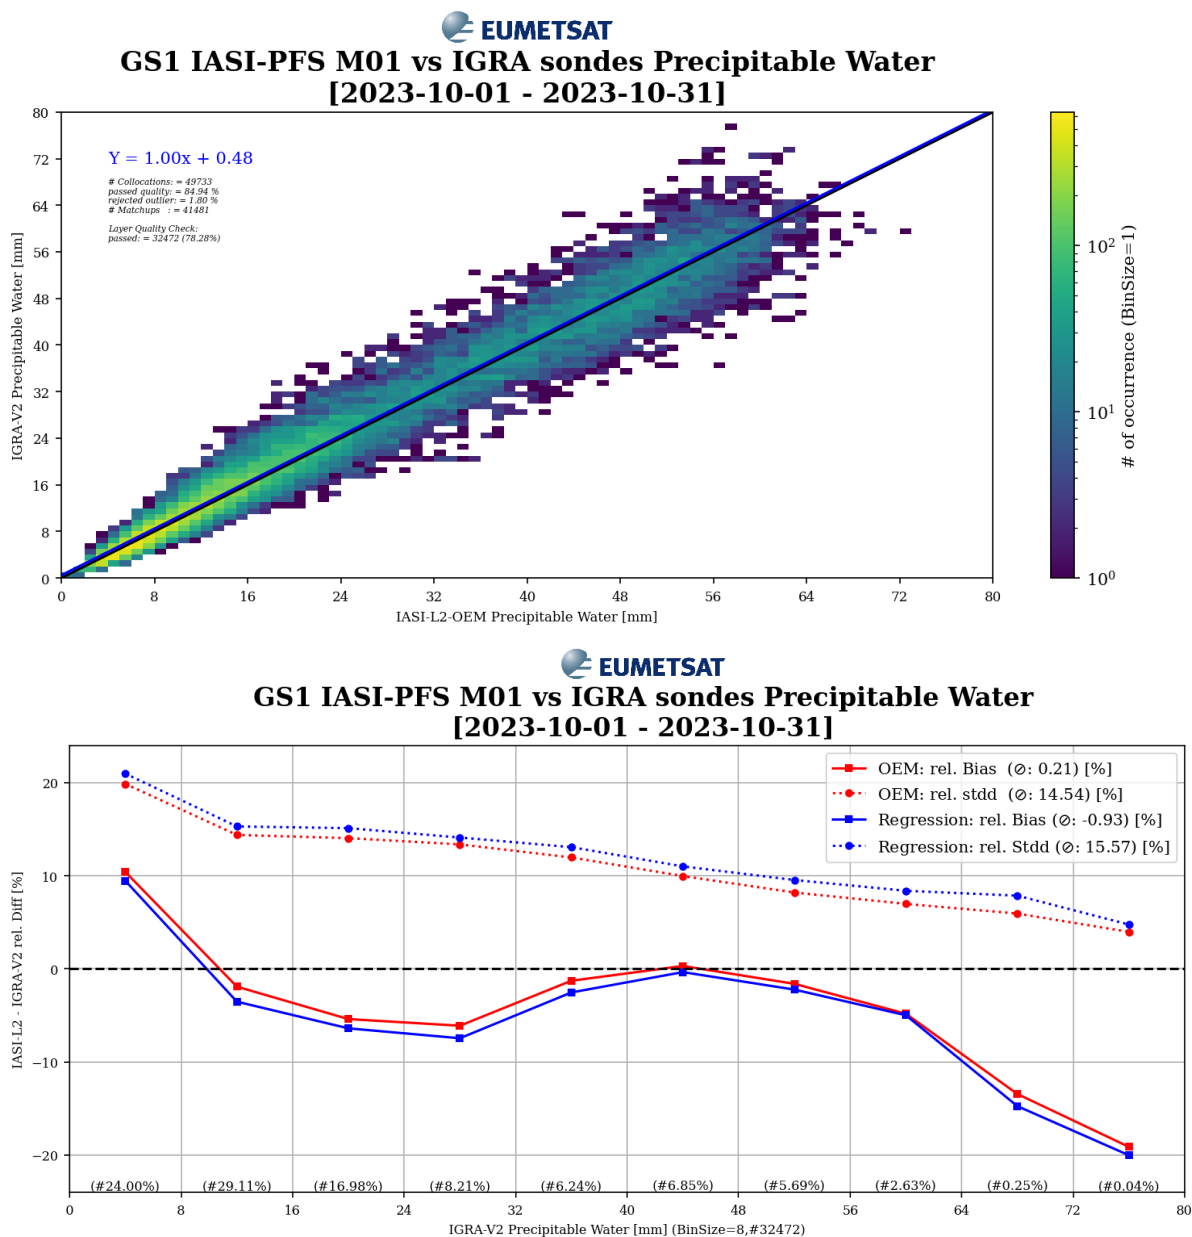 EUMETSAT
GS1 IASI-PFS M01 vs IGRA sondes Precipitable Water
[2023-10-01 - 2023-10-31]
Y = 1.00x + 0.48
# Collocations: = 49733
passed quality: = 84.94 %
rejected outlier: = 1.80 %
# Matchups : = 41481
Layer Quality Check:
passed: = 32472 (78.28%)
IGRA-V2 Precipitable Water [mm]
80
72
64
56
48
40
32
24
16
8
0
0 8 16 24 32 40 48 56 64 72 80
IASI-L2-OEM Precipitable Water [mm]
10²
10¹
10⁰
# of occurrence (BinSize=1)
EUMETSAT
GS1 IASI-PFS M01 vs IGRA sondes Precipitable Water
[2023-10-01 - 2023-10-31]
OEM: rel. Bias (⊘: 0.21) [%]
OEM: rel. stdd (⊘: 14.54) [%]
Regression: rel. Bias (⊘: -0.93) [%]
Regression: rel. Stdd (⊘: 15.57) [%]
IASI-L2 - IGRA-V2 rel. Diff [%]
20
10
0
−10
−20
(#24.00%) (#29.11%) (#16.98%) (#8.21%) (#6.24%) (#6.85%) (#5.69%) (#2.63%) (#0.25%) (#0.04%)
0 8 16 24 32 40 48 56 64 72 80
IGRA-V2 Precipitable Water [mm] (BinSize=8,#32472)